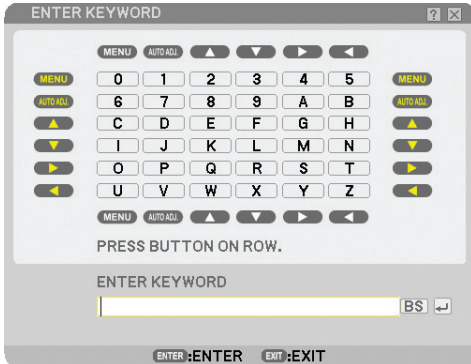 ENTER KEYWORD ?
MENU AUTO ADJ.
MENU 0 1 2 3 4 5 MENU
AUTO ADJ. 6 7 8 9 A B AUTO ADJ.
C D E F G H
I J K L M N
O P Q R S T
U V W X Y Z
MENU AUTO ADJ.
PRESS BUTTON ON ROW.
ENTER KEYWORD
BS
ENTER :ENTER EXIT :EXIT